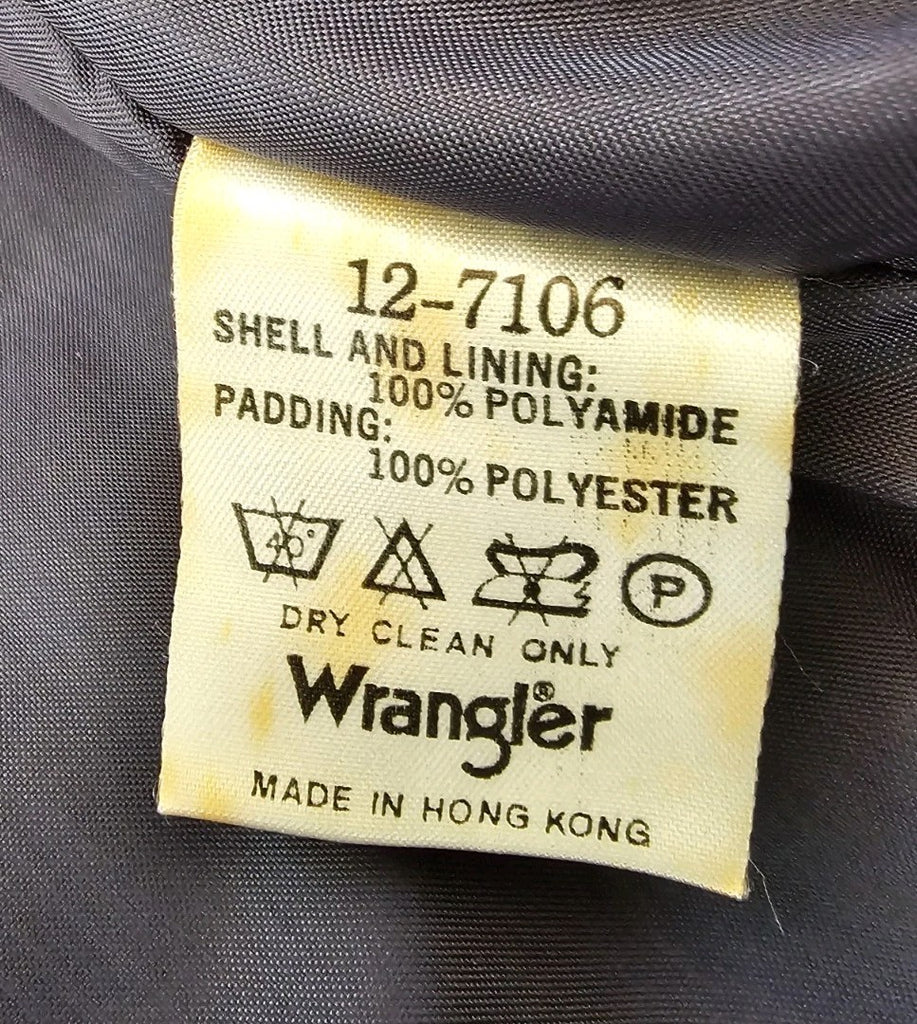 12-7106
SHELL AND LINING:
100% POLYAMIDE
PADDING:
100% POLYESTER
40° P
DRY CLEAN ONLY
Wrangler®
MADE IN HONG KONG